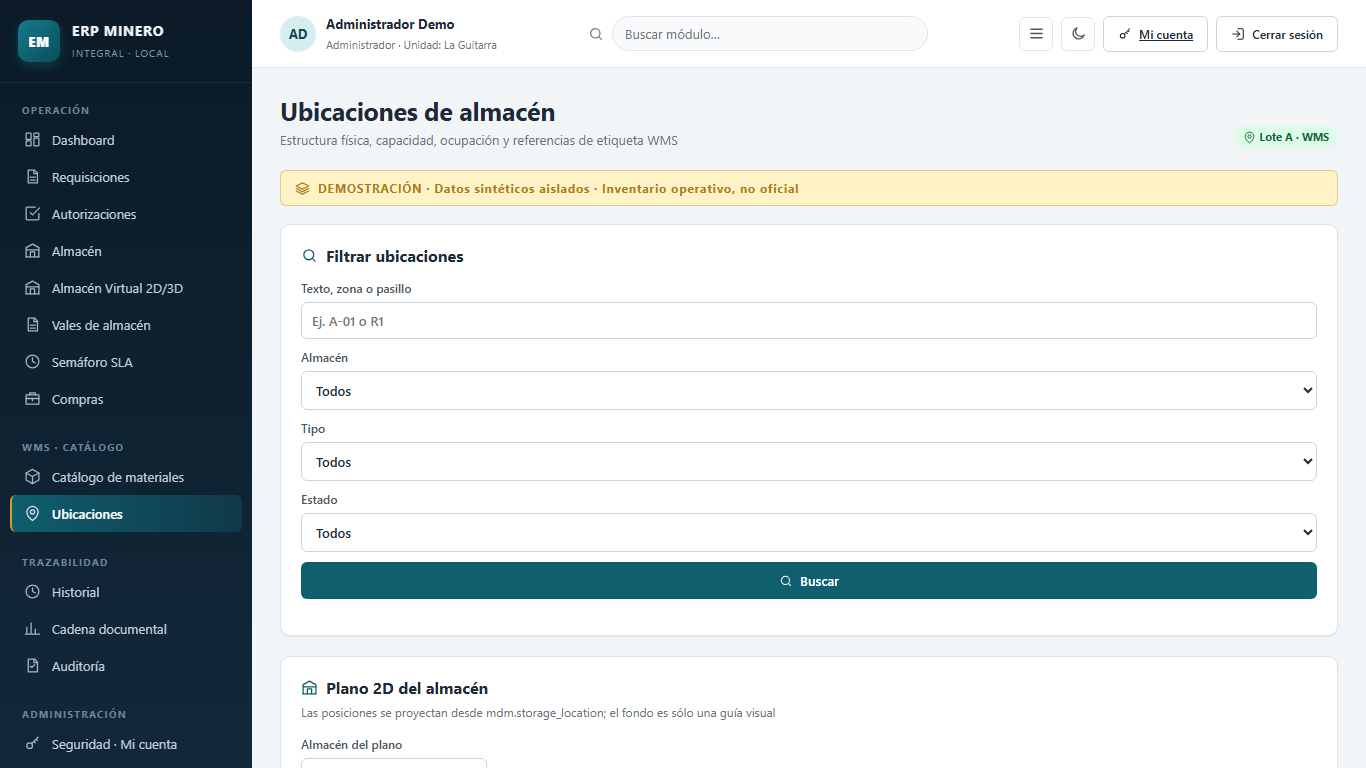 EM
ERP MINERO
INTEGRAL · LOCAL
OPERACIÓN
Dashboard
Requisiciones
Autorizaciones
Almacén
Almacén Virtual 2D/3D
Vales de almacén
Semáforo SLA
Compras
WMS · CATÁLOGO
Catálogo de materiales
Ubicaciones
TRAZABILIDAD
Historial
Cadena documental
Auditoría
ADMINISTRACIÓN
Seguridad · Mi cuenta
AD
Administrador Demo
Administrador · Unidad: La Guitarra
Buscar módulo...
Mi cuenta
Cerrar sesión
Ubicaciones de almacén
Estructura física, capacidad, ocupación y referencias de etiqueta WMS
Lote A · WMS
DEMOSTRACIÓN · Datos sintéticos aislados · Inventario operativo, no oficial
Filtrar ubicaciones
Texto, zona o pasillo
Ej. A-01 o R1
Almacén
Todos
Tipo
Todos
Estado
Todos
Buscar
Plano 2D del almacén
Las posiciones se proyectan desde mdm.storage_location; el fondo es sólo una guía visual
Almacén del plano